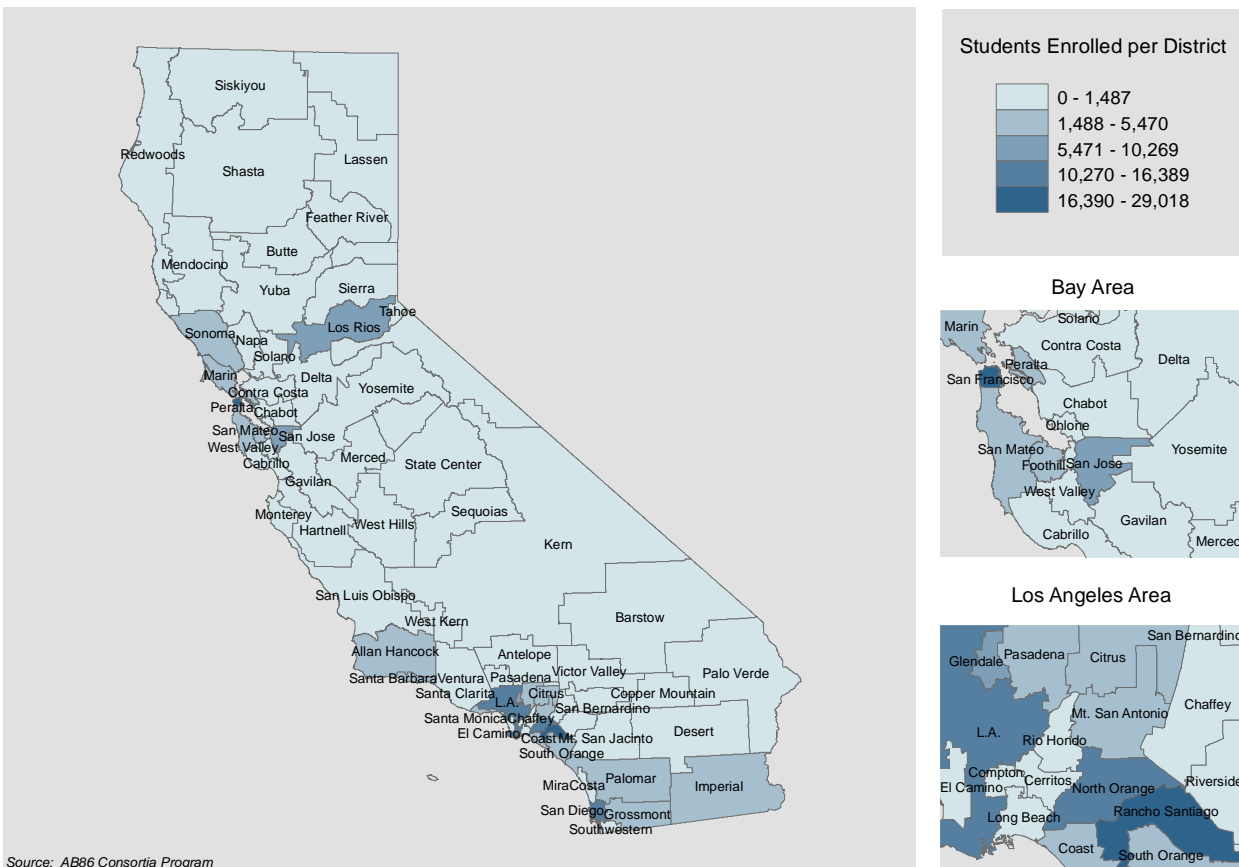 Siskiyou
Redwoods
Shasta
Lassen
Feather River
Butte
Mendocino
Yuba
Sierra
Tahoe
Los Rios
Sonoma
Napa
Solano
Marin
Delta
Yosemite
Contra Costa
Peralta
Chabot
San Mateo
San Jose
West Valley
Merced
State Center
Cabrillo
Gavilan
Monterey
Sequoias
Hartnell
West Hills
Kern
San Luis Obispo
West Kern
Barstow
Allan Hancock
Antelope
Victor Valley
Palo Verde
Santa Barbara
Ventura
Pasadena
Santa Clarita
Citrus
Copper Mountain
L.A.
San Bernardino
Santa Monica
Chaffey
El Camino
Coast
Mt. San Jacinto
Desert
South Orange
Palomar
Imperial
MiraCosta
San Diego
Grossmont
Southwestern
Source: AB86 Consortia Program
Students Enrolled per District
0 - 1,487
1,488 - 5,470
5,471 - 10,269
10,270 - 16,389
16,390 - 29,018
Bay Area
Marin
Solano
Contra Costa
Delta
Peralta
San Francisco
Chabot
Ohlone
San Mateo
Foothill
San Jose
Yosemite
West Valley
Gavilan
Cabrillo
Merced
Los Angeles Area
San Bernardino
Glendale
Pasadena
Citrus
Chaffey
Mt. San Antonio
L.A.
Rio Hondo
Compton
Cerritos
El Camino
North Orange
Riverside
Long Beach
Rancho Santiago
Coast
South Orange